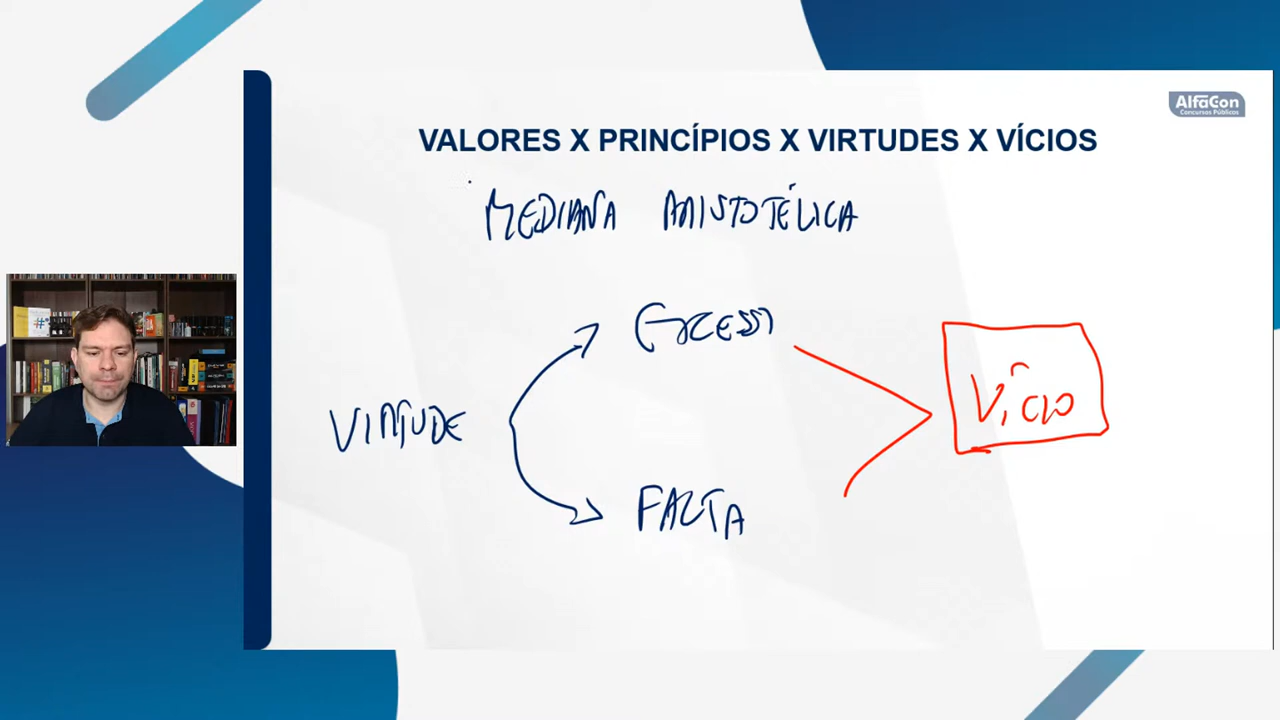 AlfaCon
Concursos Públicos
VALORES X PRINCÍPIOS X VIRTUDES X VÍCIOS
MEDIANA ARISTOTÉLICA
EXCESSO
VÍCIO
VIRTUDE
FALTA